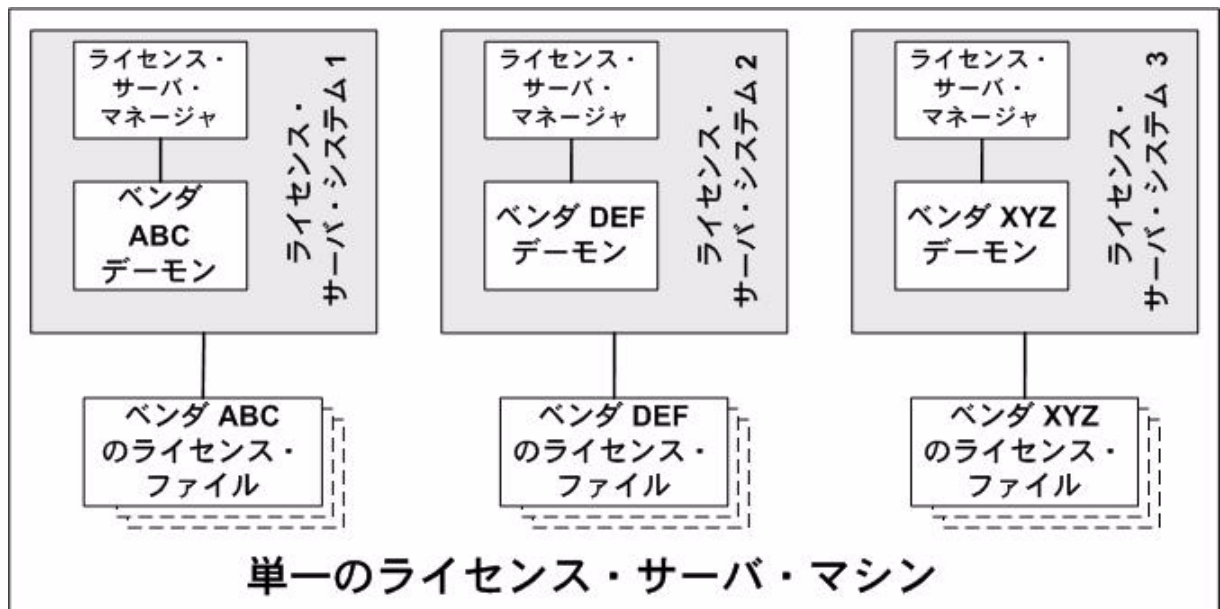 ライセンス・
サーバ・
マネージャ
ベンダ
ABC
デーモン
ライセンス・
サーバ・システム 1
ベンダ ABC
のライセンス・
ファイル
ライセンス・
サーバ・
マネージャ
ベンダ DEF
デーモン
ライセンス・
サーバ・システム 2
ベンダ DEF
のライセンス・
ファイル
ライセンス・
サーバ・
マネージャ
ベンダ XYZ
デーモン
ライセンス・
サーバ・システム 3
ベンダ XYZ
のライセンス・
ファイル
単一のライセンス・サーバ・マシン